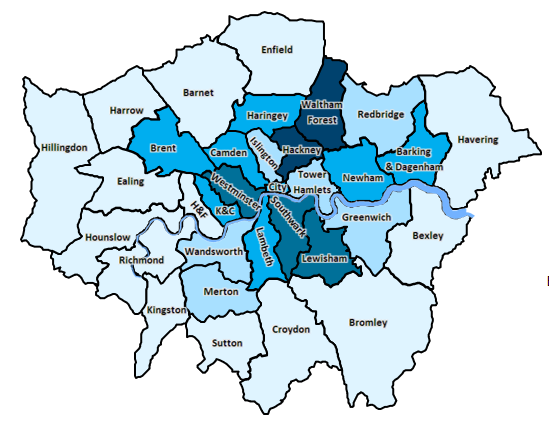 Enfield
Barnet
Harrow
Haringey
Waltham
Forest
Redbridge
Havering
Hillingdon
Brent
Camden
Islington
Hackney
Barking
& Dagenham
Ealing
Westminster
City
Tower
Hamlets
Newham
H&F
K&C
Southwark
Greenwich
Hounslow
Richmond
Wandsworth
Lambeth
Lewisham
Bexley
Merton
Kingston
Sutton
Croydon
Bromley